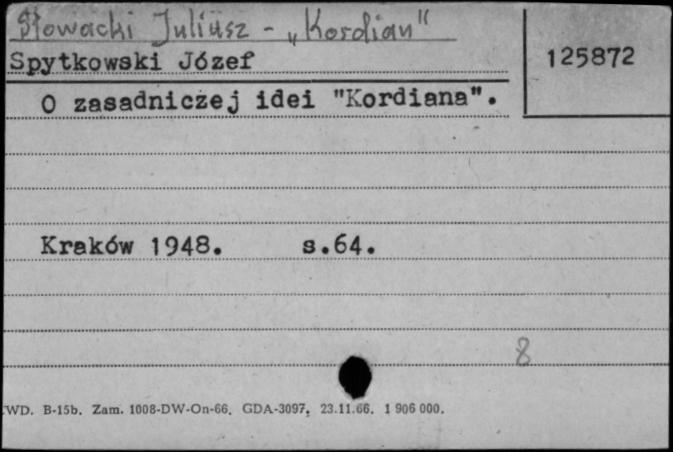 Słowacki Juliusz - „Kordian"
Spytkowski Józef
125872
O zasadniczej idei "Kordiana".
Kraków 1948. s.64.
8
WD. B-15b. Zam. 1008-DW-On-66. GDA-3097. 23.11.66. 1 906 000.